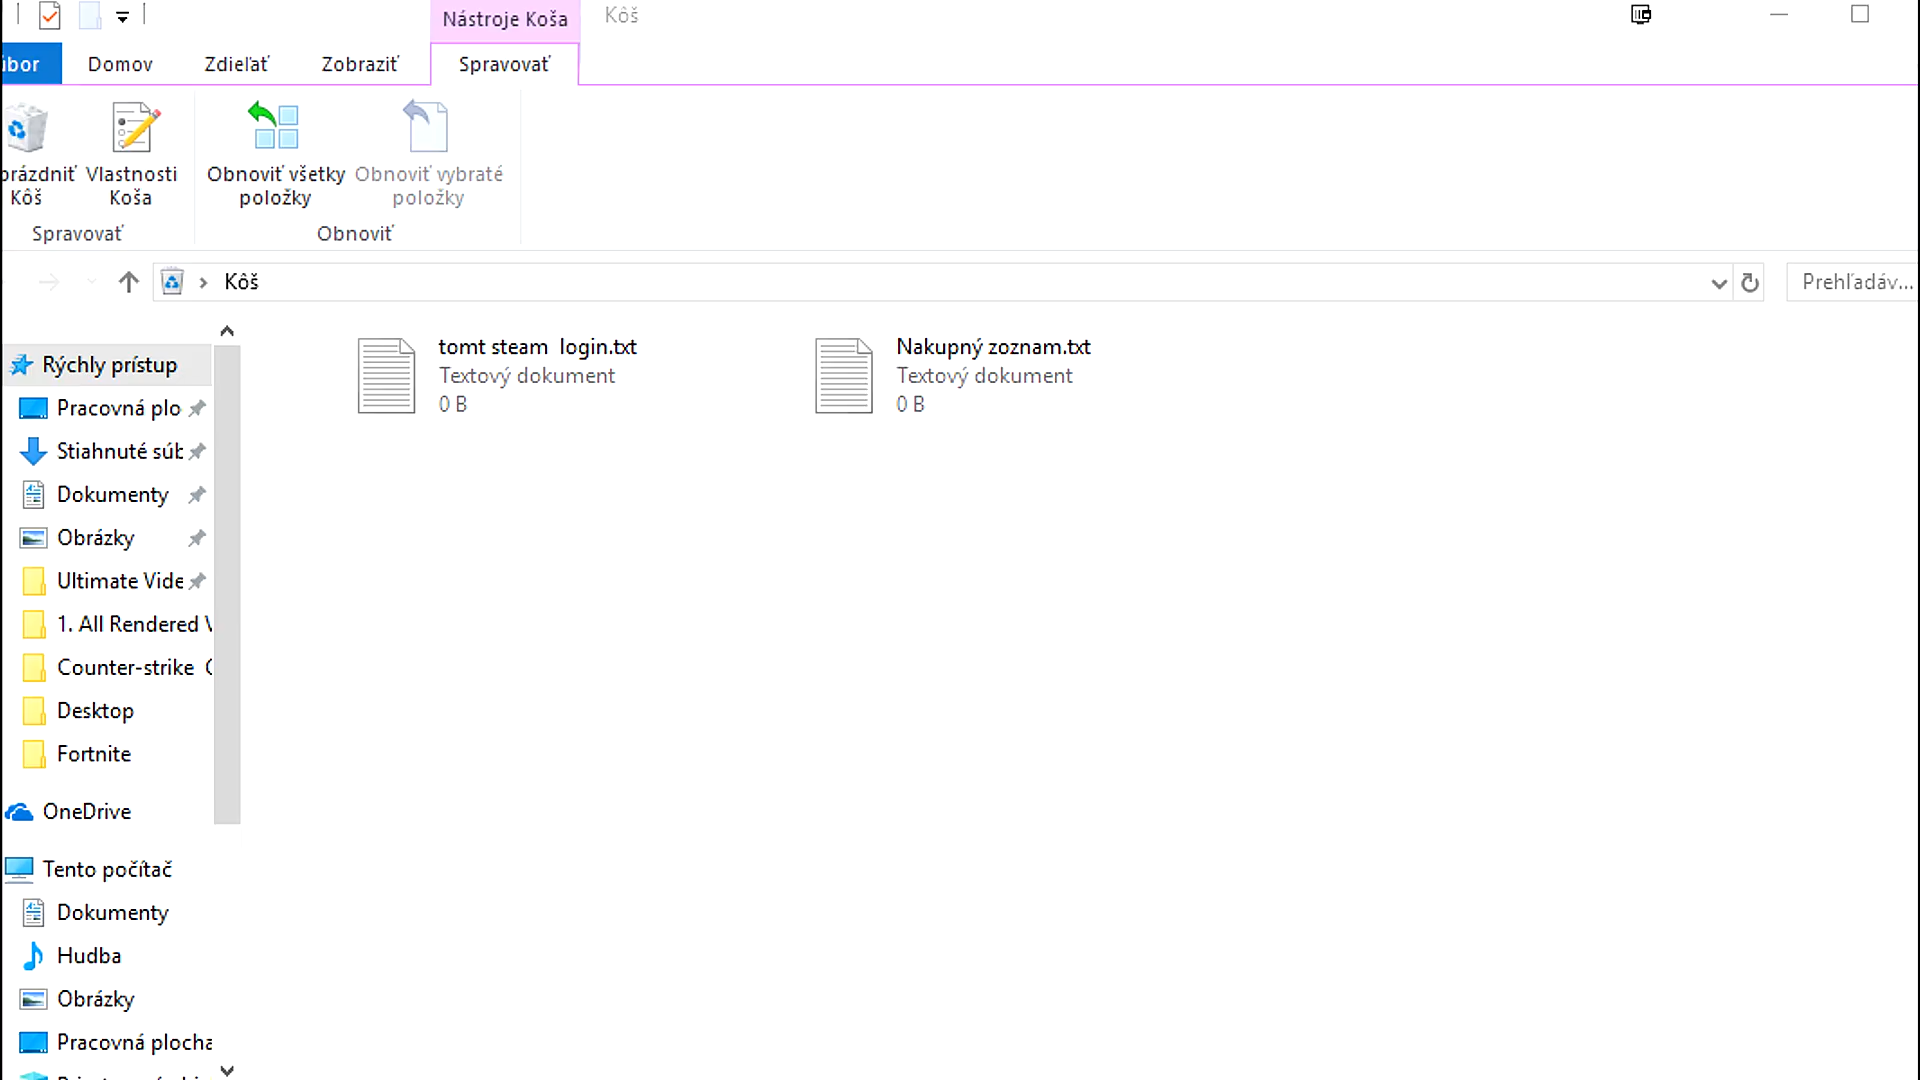 Nástroje Koša
Kôš
úbor
Domov
Zdieľať
Zobraziť
Spravovať
prázdniť
Kôš
Vlastnosti
Koša
Obnoviť všetky
položky
Obnoviť vybraté
položky
Spravovať
Obnoviť
Kôš
Prehľadáv...
Rýchly prístup
Pracovná plo
Stiahnuté súb
Dokumenty
Obrázky
Ultimate Vide
1. All Rendered V
Counter-strike
Desktop
Fortnite
OneDrive
Tento počítač
Dokumenty
Hudba
Obrázky
Pracovná plocha
tomt steam  login.txt
Textový dokument
0 B
Nakupný zoznam.txt
Textový dokument
0 B